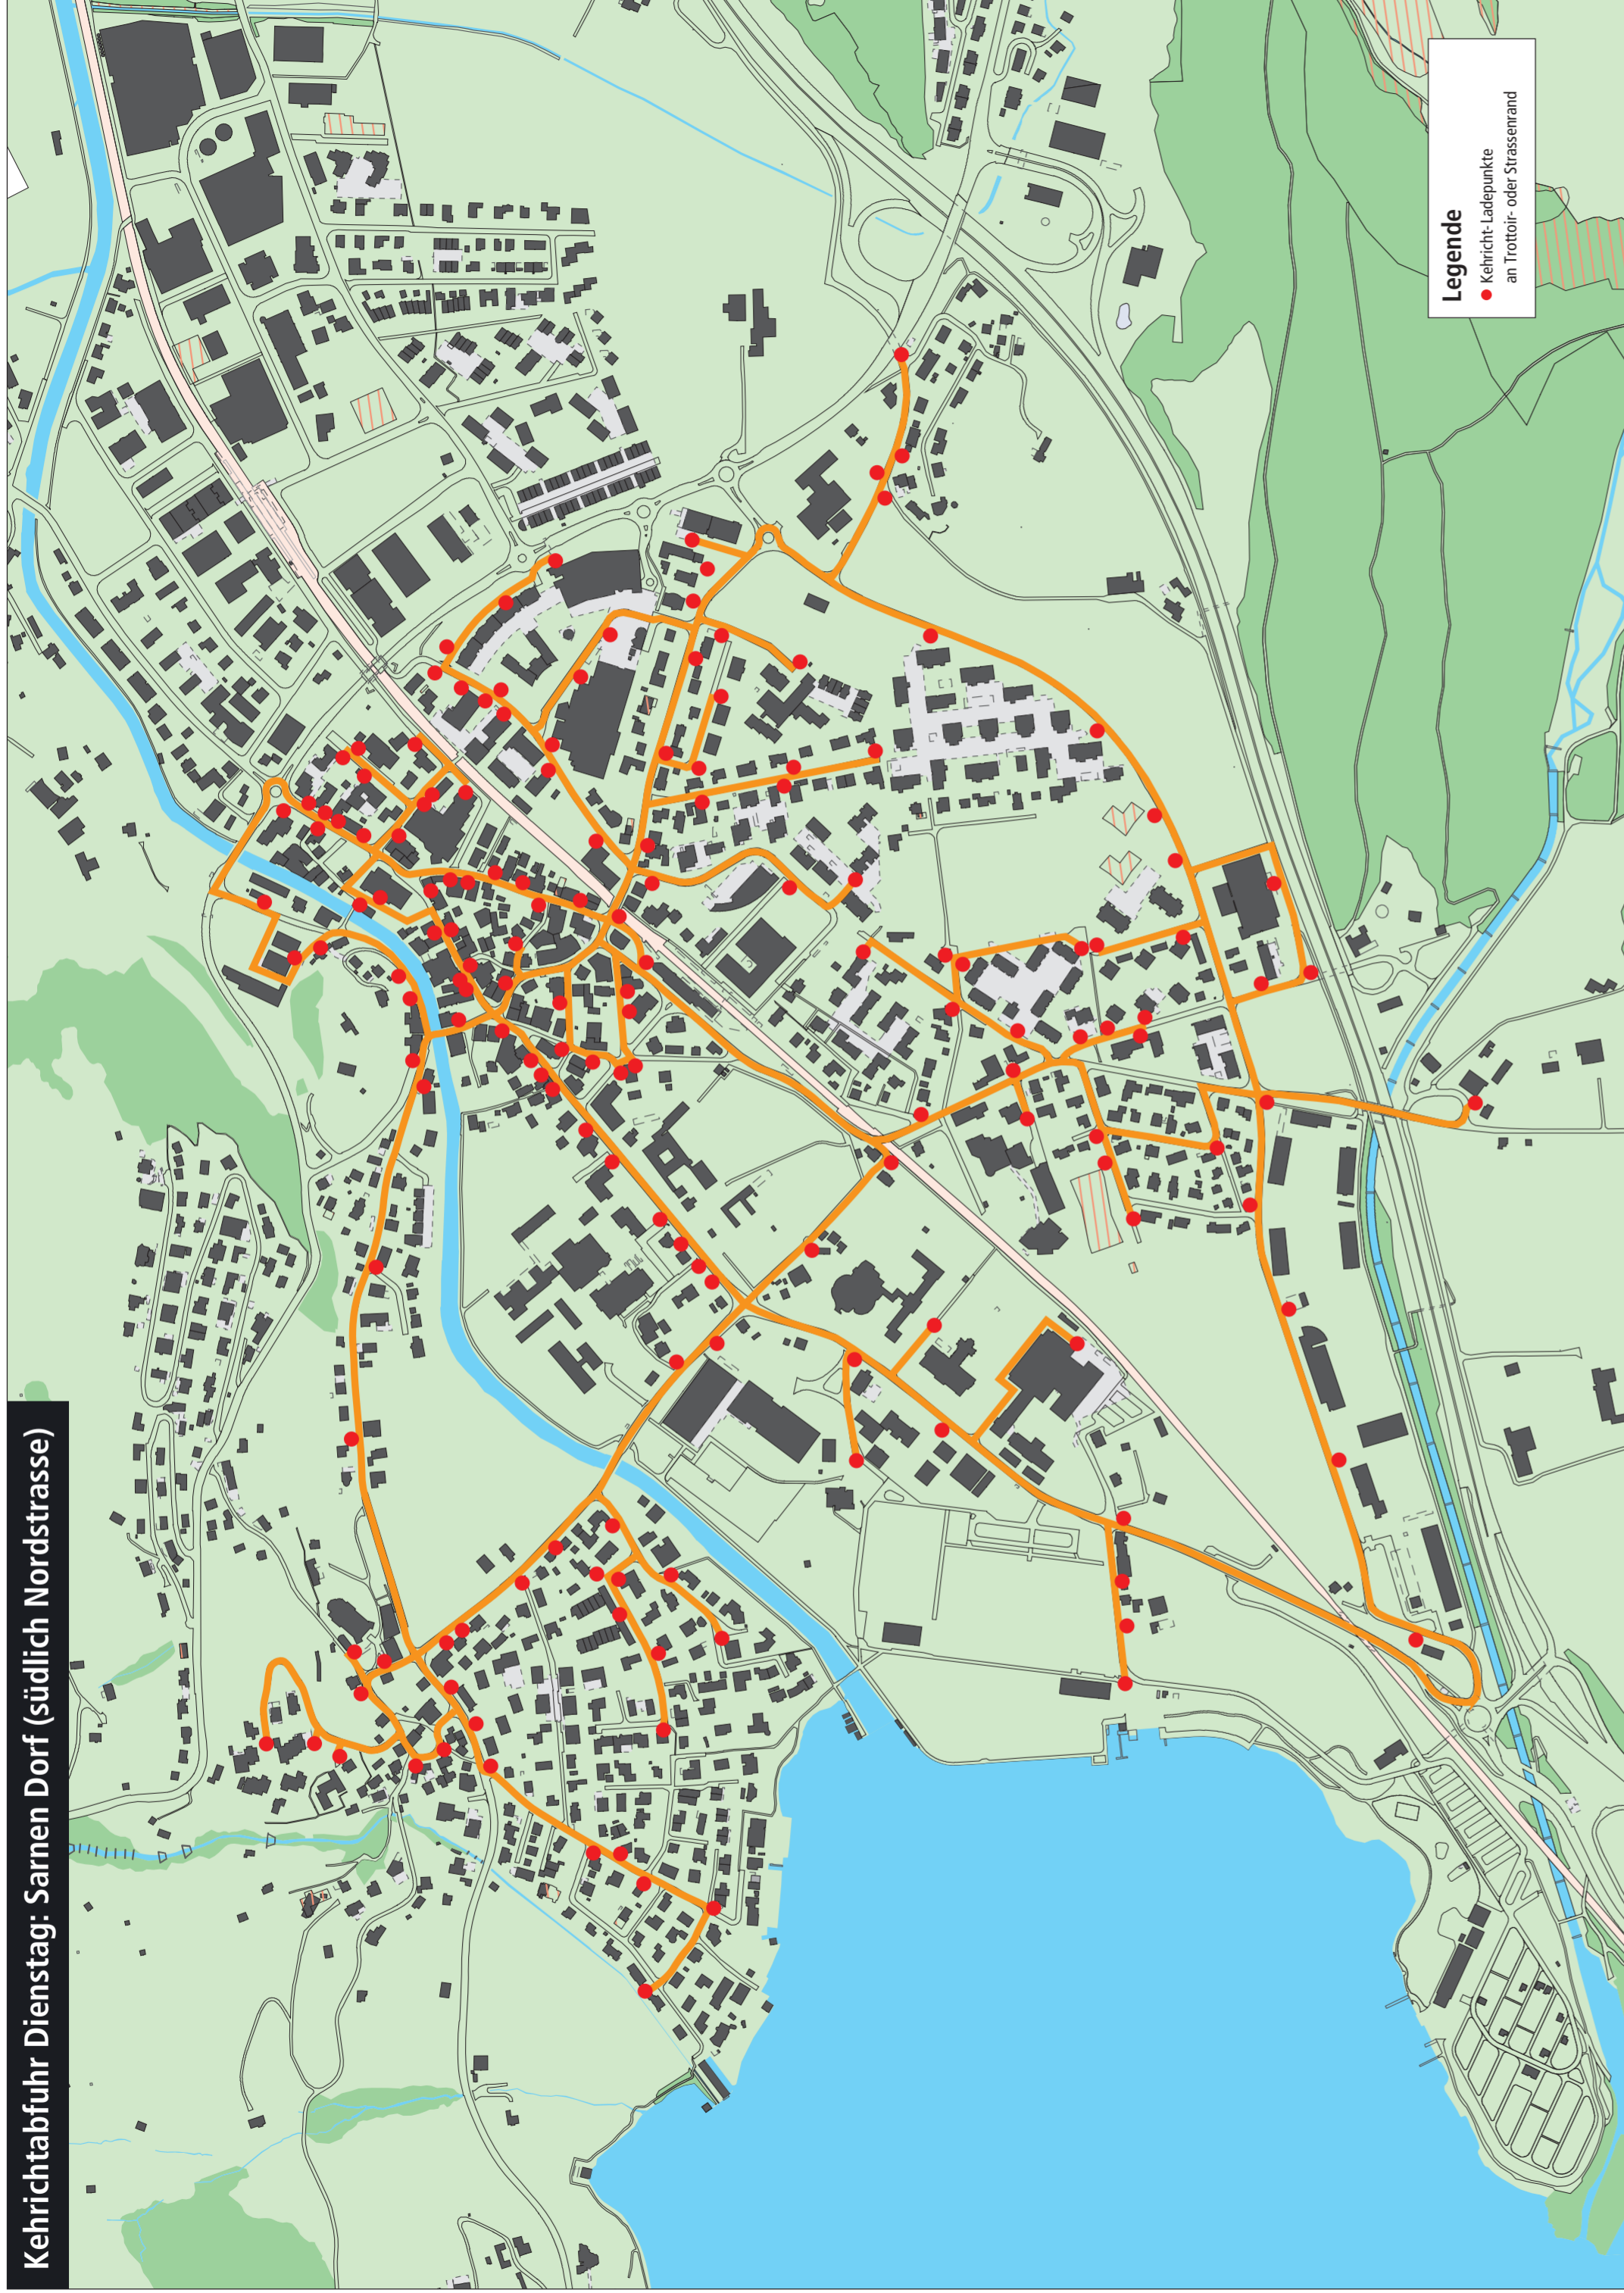 Kehrichtabfuhr Dienstag: Sarnen Dorf (südlich Nordstrasse)
Legende
Kehricht-Ladepunkte
an Trottoir- oder Strassenrand